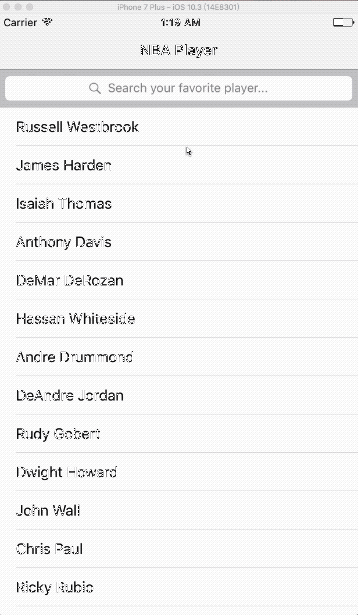 iPhone 7 Plus - iOS 10.3 (14E8301)
Carrier 1:19 AM
NBA Player
Search your favorite player...
Russell Westbrook
James Harden
Isaiah Thomas
Anthony Davis
DeMar DeRozan
Hassan Whiteside
Andre Drummond
DeAndre Jordan
Rudy Gobert
Dwight Howard
John Wall
Chris Paul
Ricky Rubio